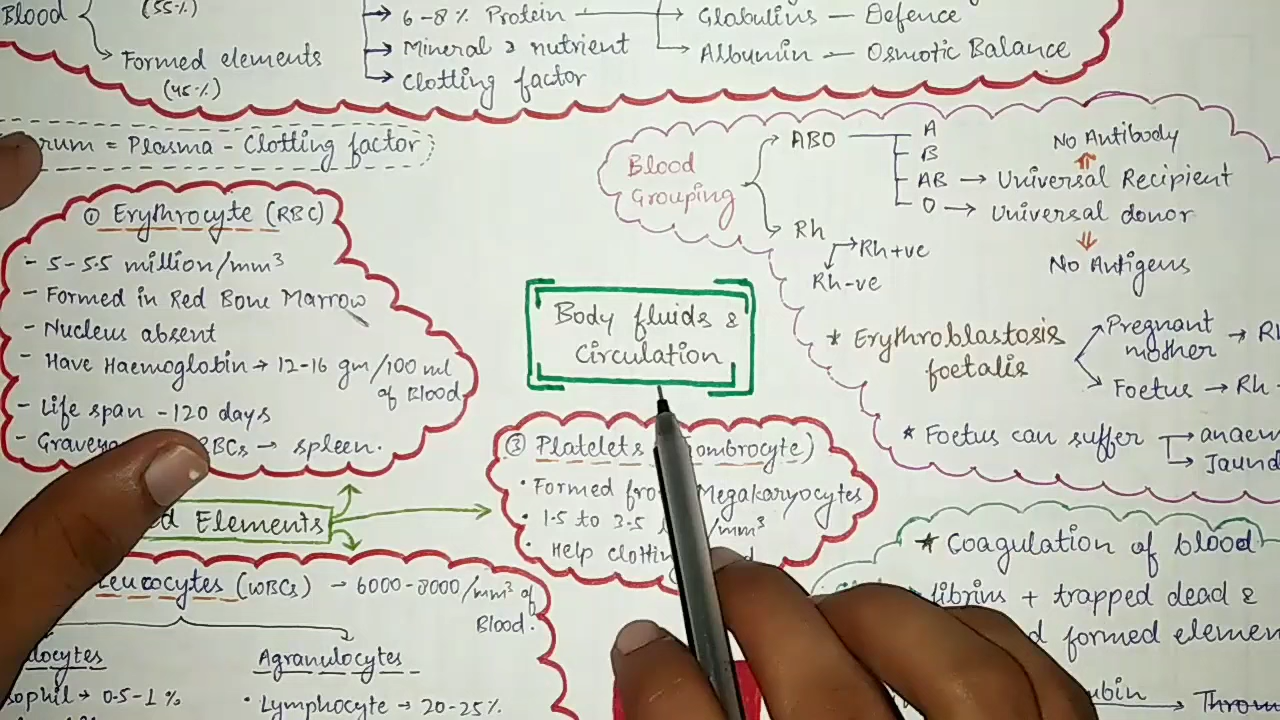 Blood
(55%)
Formed elements
(45%)
6-8% Protein
Mineral & nutrient
Clotting factor
Globulins — Defence
Albumin — Osmotic Balance
= Plasma - Clotting factor
① Erythrocyte (RBC)
- 5-5.5 million/mm³
- Formed in Red Bone Marrow
- Nucleus absent
- Have Haemoglobin → 12-16 gm/100 ml
of Blood
- Life span - 120 days
RBCs → spleen.
Elements
Leucocytes (WBCs) → 6000-8000/mm³ of
Blood.
→ 0.5-1%
Agranulocytes
• Lymphocyte → 20-25%
Body fluids &
Circulation
③ Platelets
• Formed Megakaryocytes
• 1.5 to 3.5 /mm³
• Help
Blood
Grouping
ABO
A
B
AB → Universal Recipient
O → Universal donor
No Antibody
No Antigens
Rh
Rh+ve
Rh-ve
* Erythroblastosis
foetalis
Pregnant
mother →
Foetus → Rh
* Foetus can suffer
* Coagulation of blood
fibrins + trapped dead &
formed